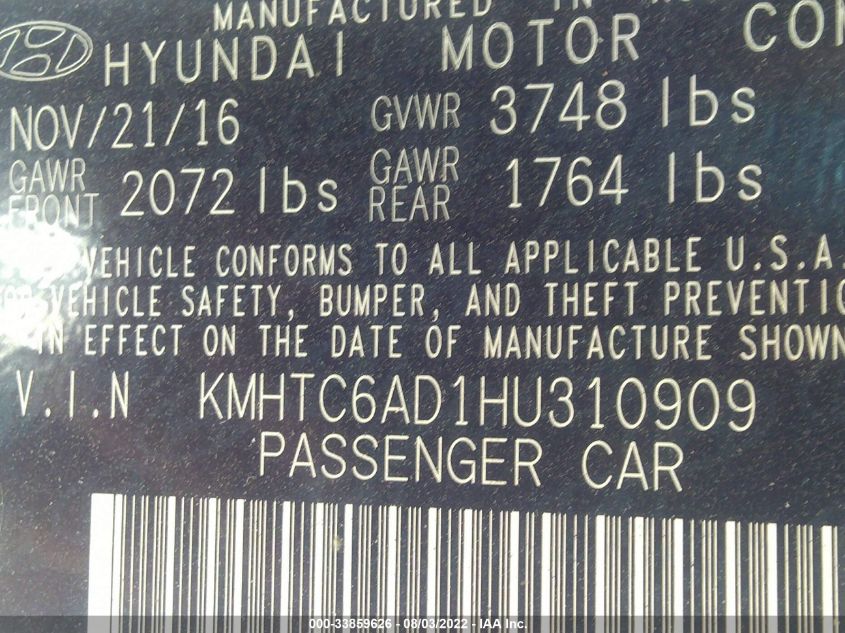 MANUFACTURED IN
HYUNDAI MOTOR
NOV/21/16 GVWR 3748 lbs
GAWR FRONT 2072 lbs GAWR REAR 1764 lbs
VEHICLE CONFORMS TO ALL APPLICABLE U.S.A.
VEHICLE SAFETY, BUMPER, AND THEFT
IN EFFECT ON THE DATE OF MANUFACTURE SHOWN
V.I.N KMHTC6AD1HU310909
PASSENGER CAR
000-33859626 - 08/03/2022 - IAA Inc.